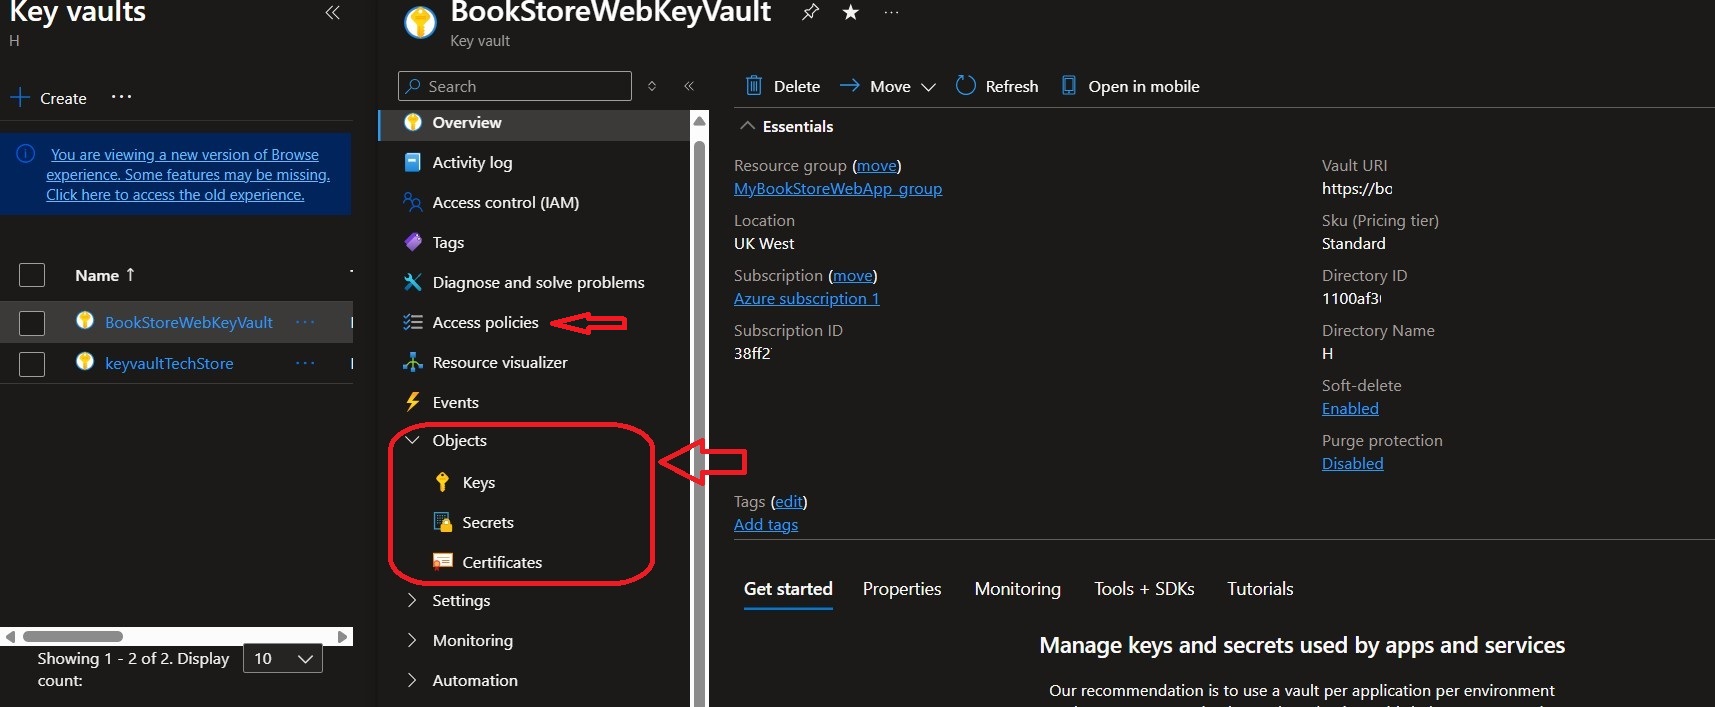 Key vaults
H
Create
You are viewing a new version of Browse
experience. Some features may be missing.
Click here to access the old experience.
Name ↑
BookStoreWebKeyVault
keyvaultTechStore
Showing 1 - 2 of 2. Display
count:
10
BookStoreWebKeyVault
Key vault
Search
Overview
Activity log
Access control (IAM)
Tags
Diagnose and solve problems
Access policies
Resource visualizer
Events
Objects
Keys
Secrets
Certificates
Settings
Monitoring
Automation
Delete
Move
Refresh
Open in mobile
Essentials
Resource group (move)
MyBookStoreWebApp_group
Location
UK West
Subscription (move)
Azure subscription 1
Subscription ID
38ff2
Vault URI
https://bo
Sku (Pricing tier)
Standard
Directory ID
1100af3
Directory Name
H
Soft-delete
Enabled
Purge protection
Disabled
Tags (edit)
Add tags
Get started
Properties
Monitoring
Tools + SDKs
Tutorials
Manage keys and secrets used by apps and services
Our recommendation is to use a vault per application per environment